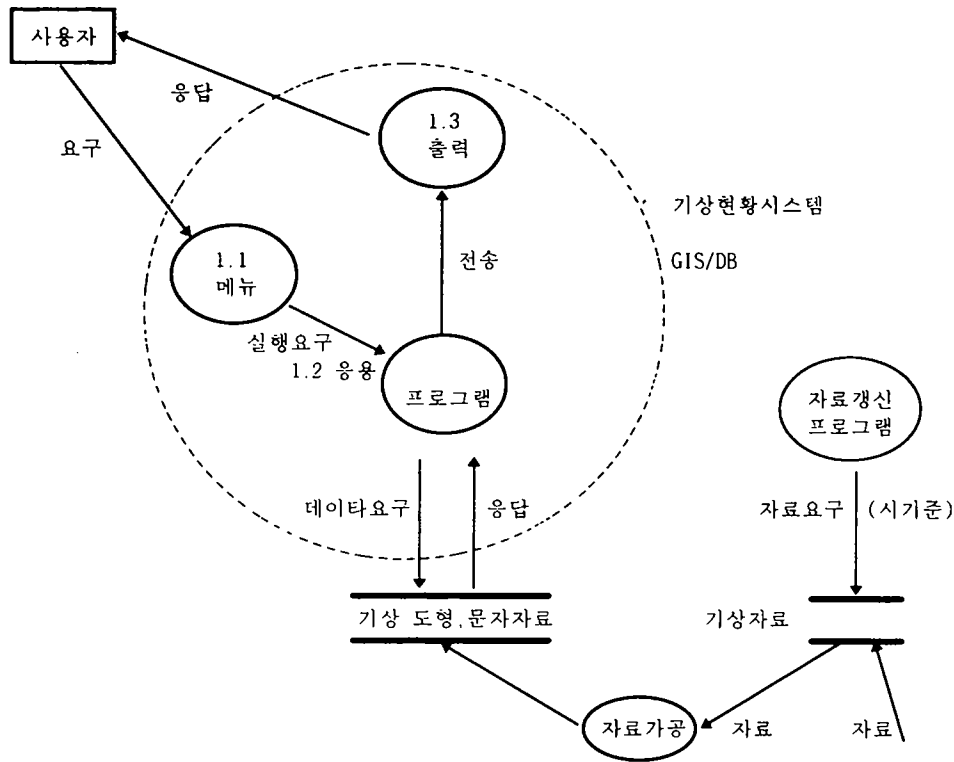 사용자
응답
1.3
출력
요구
기상현황시스템
1.1
메뉴
전송
GIS/DB
실행요구
1.2 응용
프로그램
자료갱신
프로그램
데이타요구
응답
자료요구 (시기준)
기상 도형,문자자료
기상자료
자료가공
자료
자료